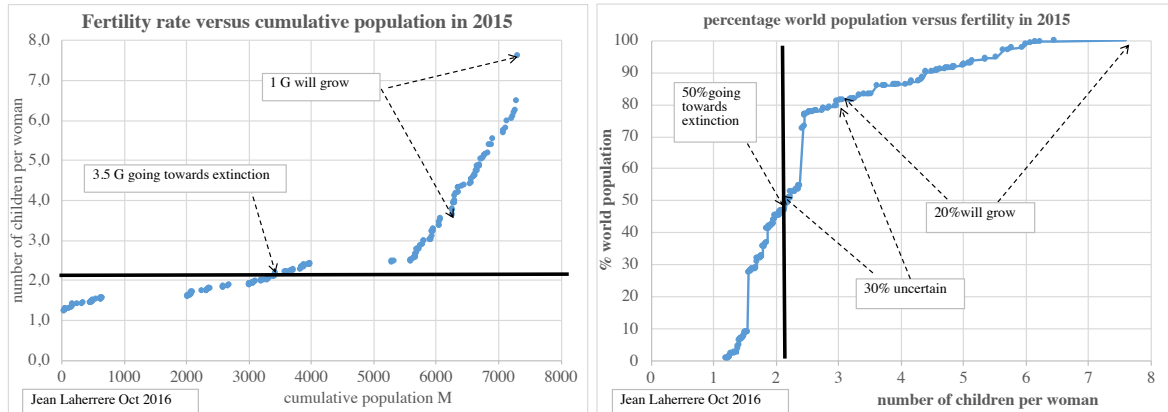 Fertility rate versus cumulative population in 2015
8,0
7,0
6,0
5,0
4,0
3,0
2,0
1,0
0,0
number of children per woman
1 G will grow
3.5 G going towards extinction
0 1000 2000 3000 4000 5000 6000 7000 8000
cumulative population M
Jean Laherrere Oct 2016
percentage world population versus fertility in 2015
100
90
80
70
60
50
40
30
20
10
0
% world population
50%going
towards
extinction
20%will grow
30% uncertain
0 1 2 3 4 5 6 7 8
number of children per woman
Jean Laherrere Oct 2016